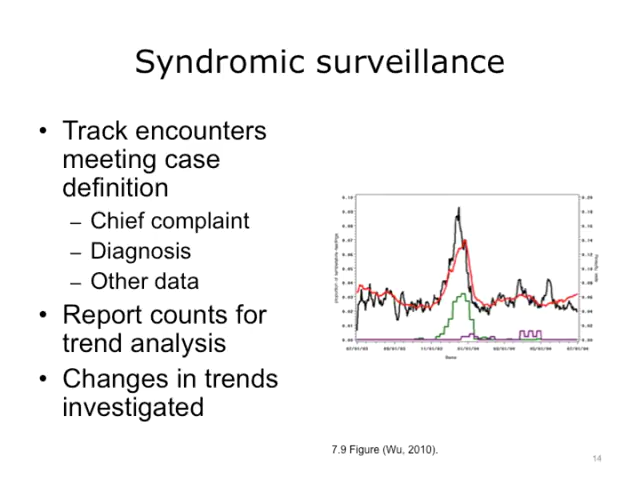 Syndromic surveillance
• Track encounters
meeting case
definition
– Chief complaint
– Diagnosis
– Other data
• Report counts for
trend analysis
• Changes in trends
investigated
7.9 Figure (Wu, 2010).
14